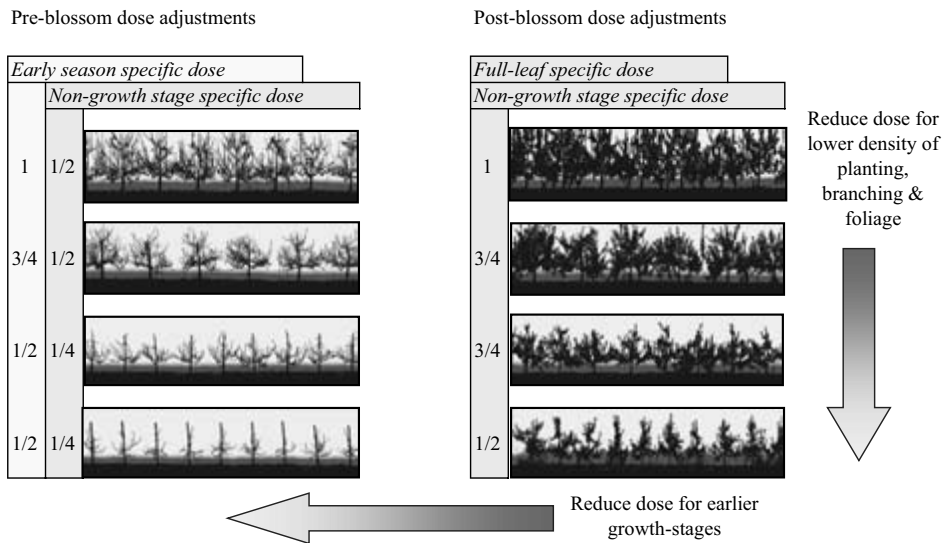 Pre-blossom dose adjustments
Post-blossom dose adjustments
Early season specific dose
Non-growth stage specific dose
1 1/2
3/4 1/2
1/2 1/4
1/2 1/4
Full-leaf specific dose
Non-growth stage specific dose
1
3/4
3/4
1/2
Reduce dose for
lower density of
planting,
branching &
foliage
Reduce dose for earlier
growth-stages